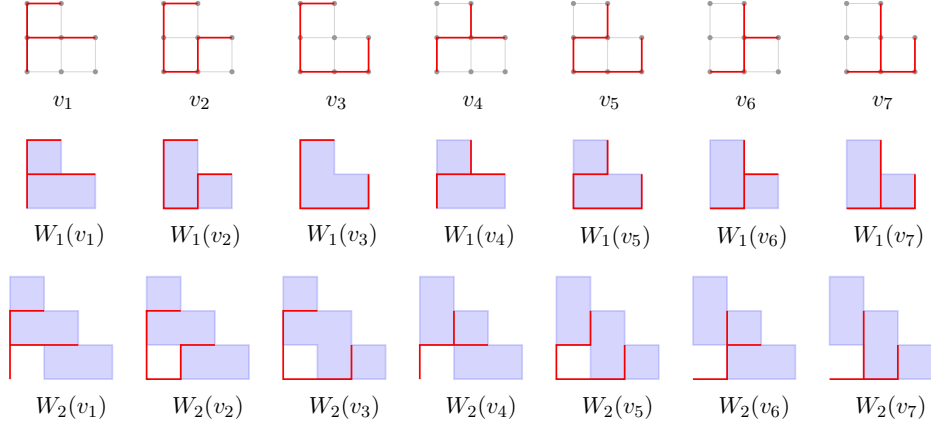 v₁ v₂ v₃ v₄ v₅ v₆ v₇
W₁(v₁) W₁(v₂) W₁(v₃) W₁(v₄) W₁(v₅) W₁(v₆) W₁(v₇)
W₂(v₁) W₂(v₂) W₂(v₃) W₂(v₄) W₂(v₅) W₂(v₆) W₂(v₇)